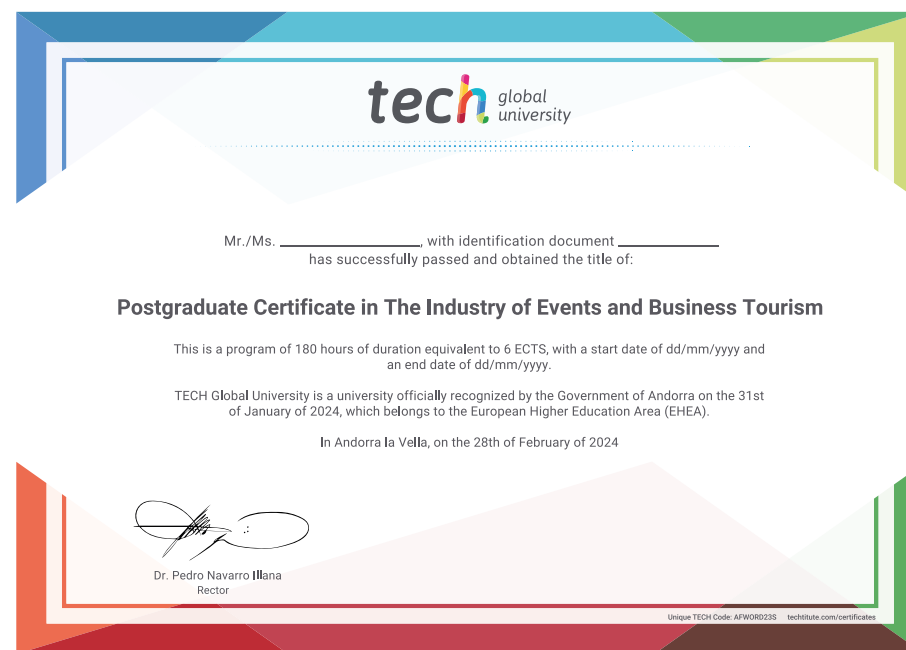 tech global
university
Mr./Ms. ____________, with identification document ____________
has successfully passed and obtained the title of:
Postgraduate Certificate in The Industry of Events and Business Tourism
This is a program of 180 hours of duration equivalent to 6 ECTS, with a start date of dd/mm/yyyy and
an end date of dd/mm/yyyy.
TECH Global University is a university officially recognized by the Government of Andorra on the 31st
of January of 2024, which belongs to the European Higher Education Area (EHEA).
In Andorra la Vella, on the 28th of February of 2024
Dr. Pedro Navarro Illana
Rector
Unique TECH Code: AFWORD23S techtitute.com/certificates